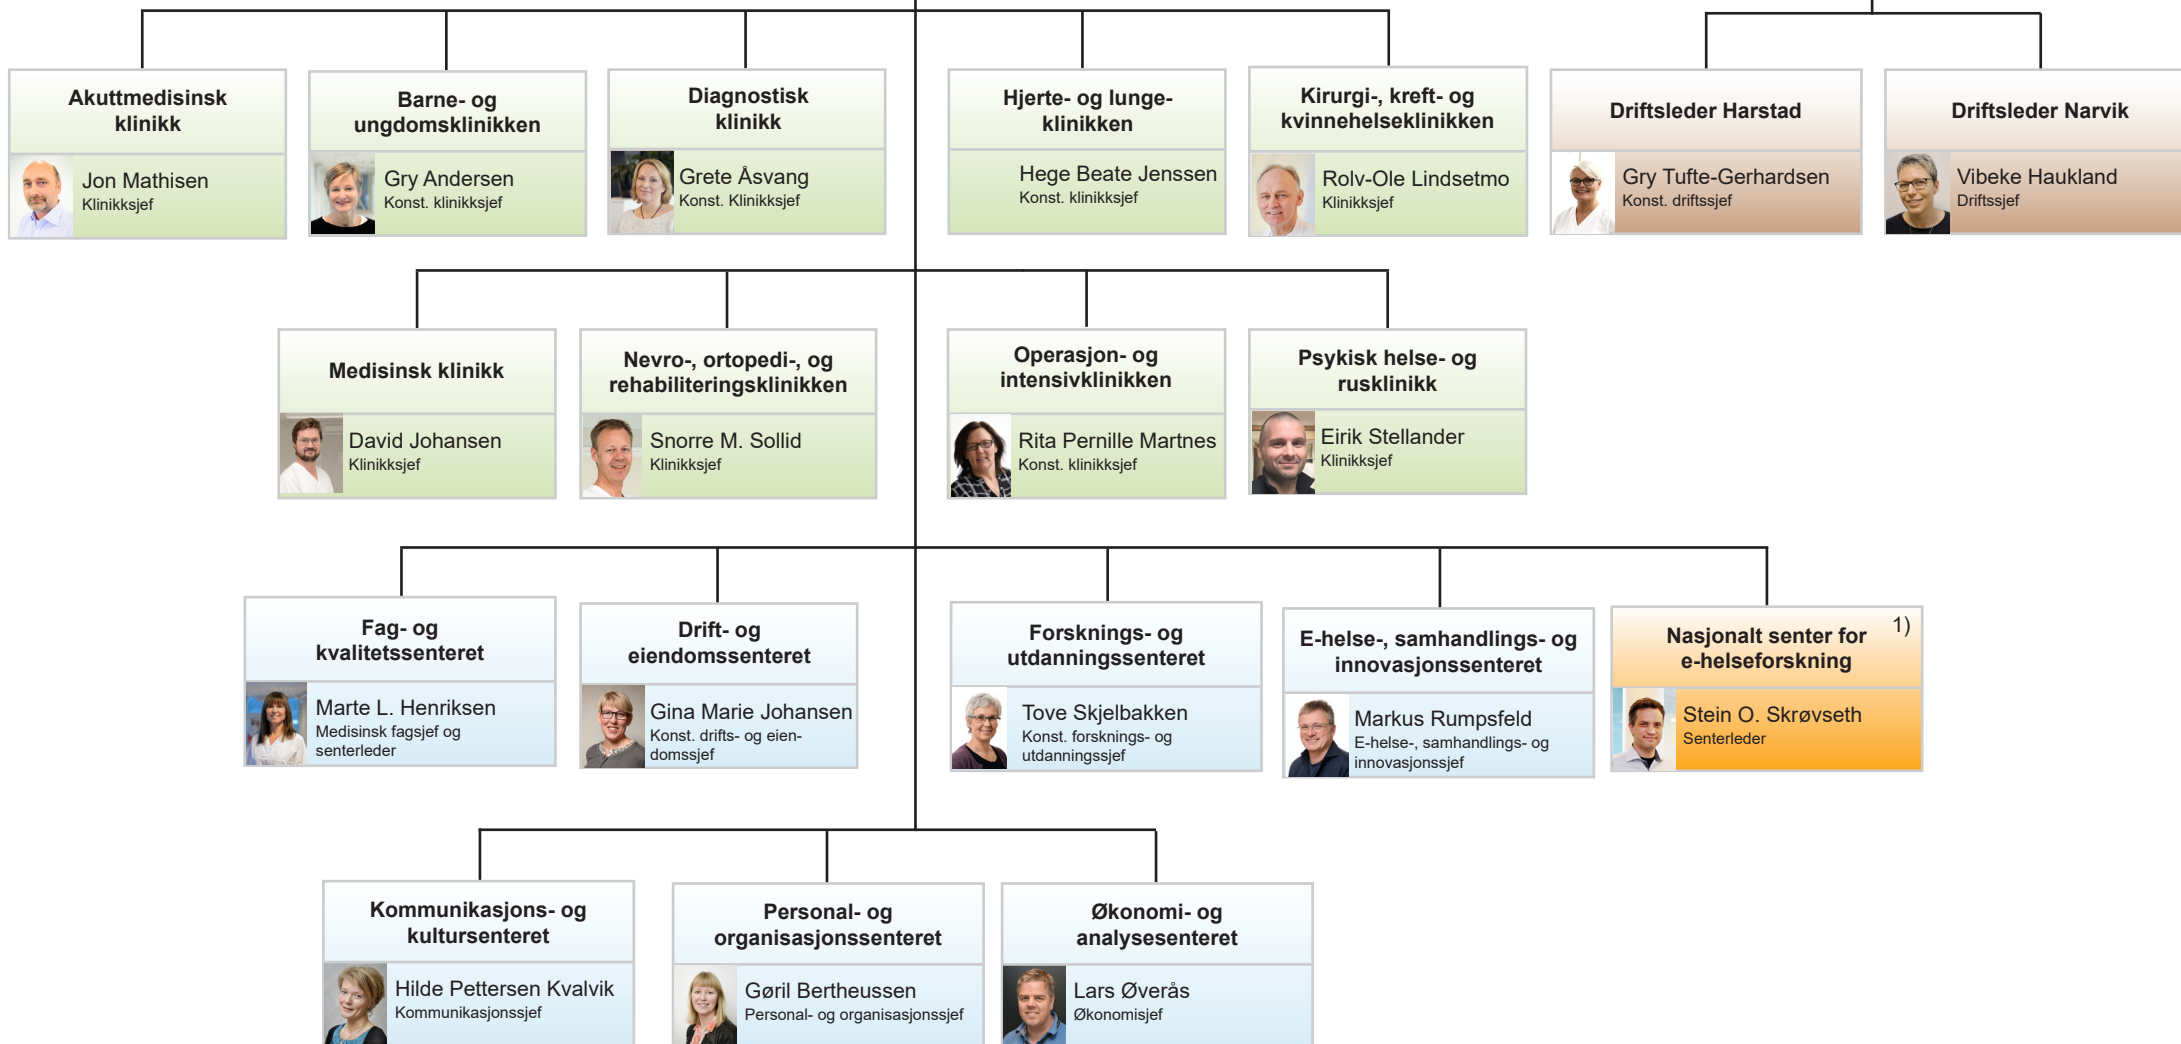 Akuttmedisinsk
klinikk
Jon Mathisen
Klinikksjef
Barne- og
ungdomsklinikken
Gry Andersen
Konst. klinikksjef
Diagnostisk
klinikk
Grete Åsvang
Konst. Klinikksjef
Hjerte- og lunge-
klinikken
Hege Beate Jenssen
Konst. klinikksjef
Kirurgi-, kreft- og
kvinnehelseklinikken
Rolv-Ole Lindsetmo
Klinikksjef
Driftsleder Harstad
Gry Tufte-Gerhardsen
Konst. driftssjef
Driftsleder Narvik
Vibeke Haukland
Driftssjef
Medisinsk klinikk
David Johansen
Klinikksjef
Nevro-, ortopedi-, og
rehabiliteringsklinikken
Snorre M. Sollid
Klinikksjef
Operasjon- og
intensivklinikken
Rita Pernille Martnes
Konst. klinikksjef
Psykisk helse- og
rusklinikk
Eirik Stellander
Klinikksjef
Fag- og
kvalitetssenteret
Marte L. Henriksen
Medisinsk fagsjef og
senterleder
Drift- og
eiendomssenteret
Gina Marie Johansen
Konst. drifts- og eien-
domssjef
Forsknings- og
utdanningssenteret
Tove Skjelbakken
Konst. forsknings- og
utdanningssjef
E-helse-, samhandlings- og
innovasjonssenteret
Markus Rumpsfeld
E-helse-, samhandlings- og
innovasjonssjef
Nasjonalt senter for 1)
e-helseforskning
Stein O. Skrøvseth
Senterleder
Kommunikasjons- og
kultursenteret
Hilde Pettersen Kvalvik
Kommunikasjonssjef
Personal- og
organisasjonssenteret
Gøril Bertheussen
Personal- og organisasjonssjef
Økonomi- og
analysesenteret
Lars Øverås
Økonomisjef